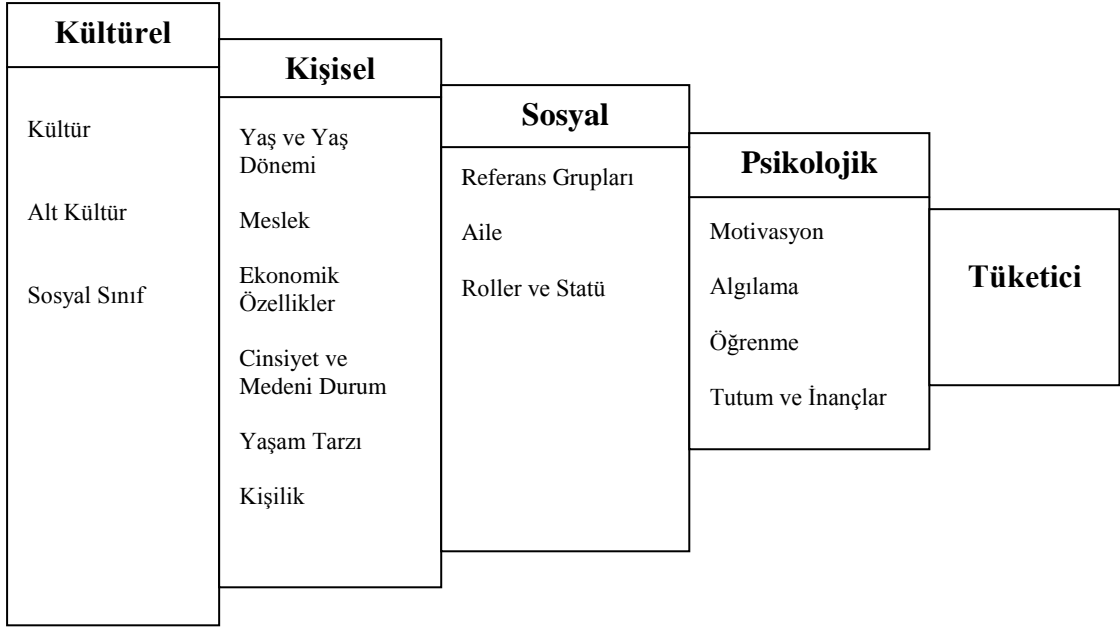 Kültürel
Kültür
Alt Kültür
Sosyal Sınıf
Kişisel
Yaş ve Yaş
Dönemi
Meslek
Ekonomik
Özellikler
Cinsiyet ve
Medeni Durum
Yaşam Tarzı
Kişilik
Sosyal
Referans Grupları
Aile
Roller ve Statü
Psikolojik
Motivasyon
Algılama
Öğrenme
Tutum ve İnançlar
Tüketici